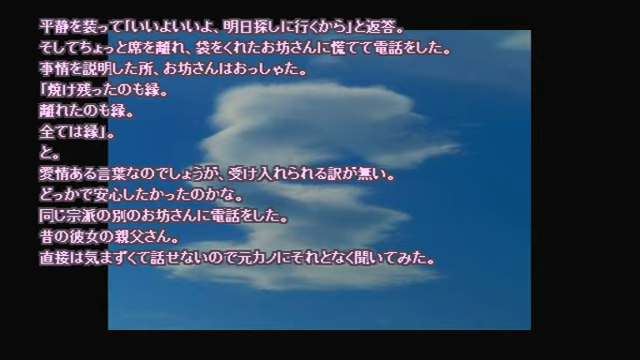 平静を装って「いいよいいよ、明日探しに行くから」と返答。
そしてちょっと席を離れ、袋をくれたお坊さんに慌てて電話をした。
事情を説明した所、お坊さんはおっしゃた。
「焼け残ったのも縁。
離れたのも縁。
全ては縁」。
と。
愛情ある言葉なのでしょうが、受け入れられる訳が無い。
どっかで安心したかったのかな。
同じ宗派の別のお坊さんに電話をした。
昔の彼女の親父さん。
直接は気まずくて話せないので元カノにそれとなく聞いてみた。